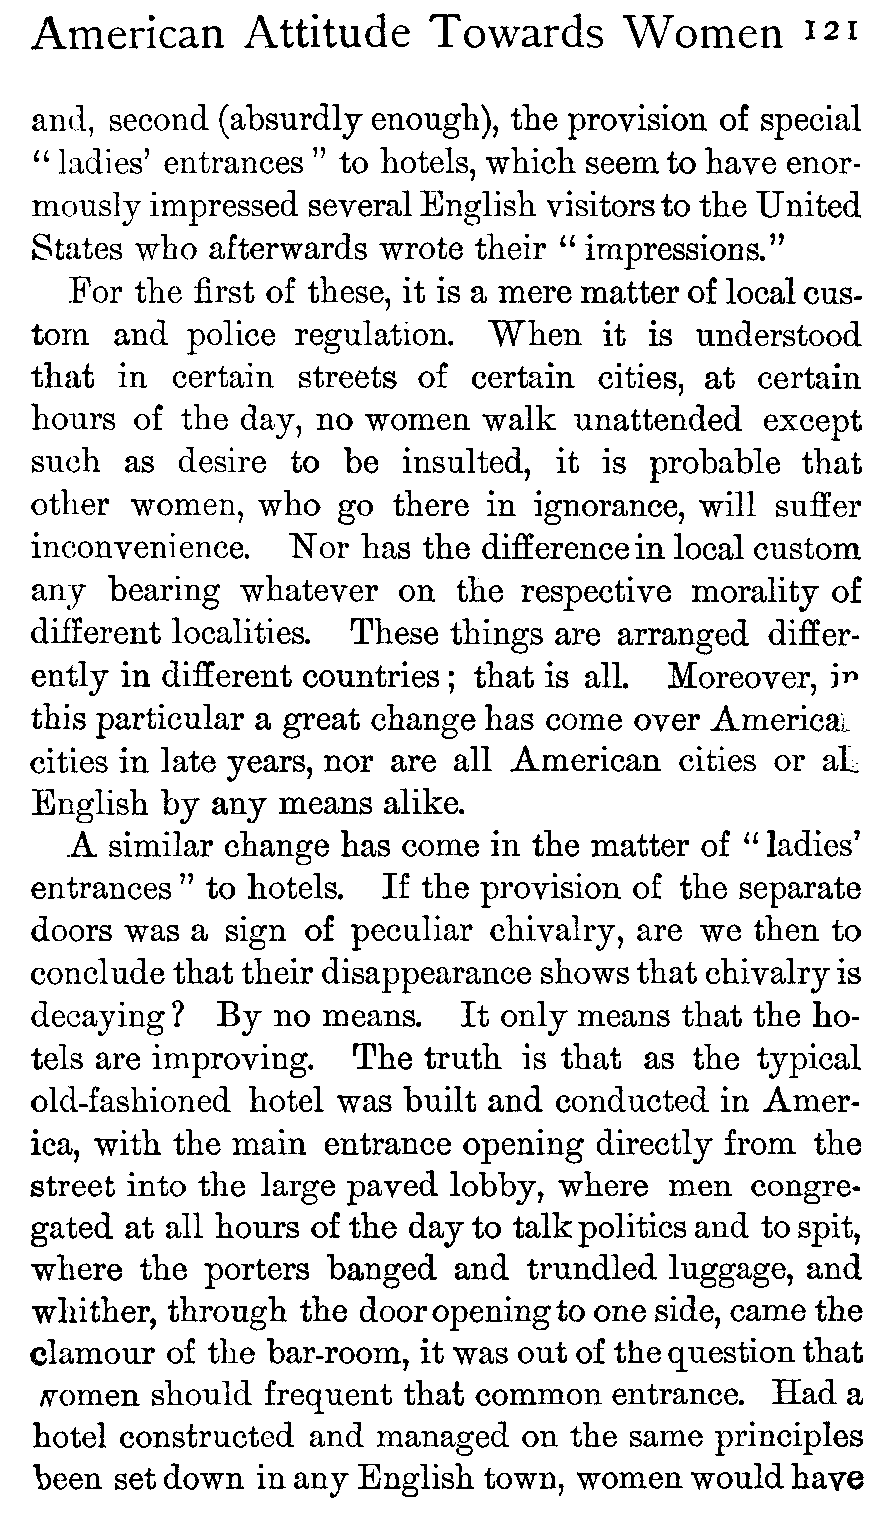 American Attitude Towards Women 121
and, second (absurdly enough), the provision of special
“ ladies’ entrances ” to hotels, which seem to have enor-
mously impressed several English visitors to the United
States who afterwards wrote their “ impressions.”
For the first of these, it is a mere matter of local cus-
tom and police regulation. When it is understood
that in certain streets of certain cities, at certain
hours of the day, no women walk unattended except
such as desire to be insulted, it is probable that
other women, who go there in ignorance, will suffer
inconvenience. Nor has the difference in local custom
any bearing whatever on the respective morality of
different localities. These things are arranged differ-
ently in different countries ; that is all. Moreover, in
this particular a great change has come over America
cities in late years, nor are all American cities or al
English by any means alike.
A similar change has come in the matter of “ ladies’
entrances ” to hotels. If the provision of the separate
doors was a sign of peculiar chivalry, are we then to
conclude that their disappearance shows that chivalry is
decaying ? By no means. It only means that the ho-
tels are improving. The truth is that as the typical
old-fashioned hotel was built and conducted in Amer-
ica, with the main entrance opening directly from the
street into the large paved lobby, where men congre-
gated at all hours of the day to talk politics and to spit,
where the porters banged and trundled luggage, and
whither, through the door opening to one side, came the
clamour of the bar-room, it was out of the question that
women should frequent that common entrance. Had a
hotel constructed and managed on the same principles
been set down in any English town, women would have